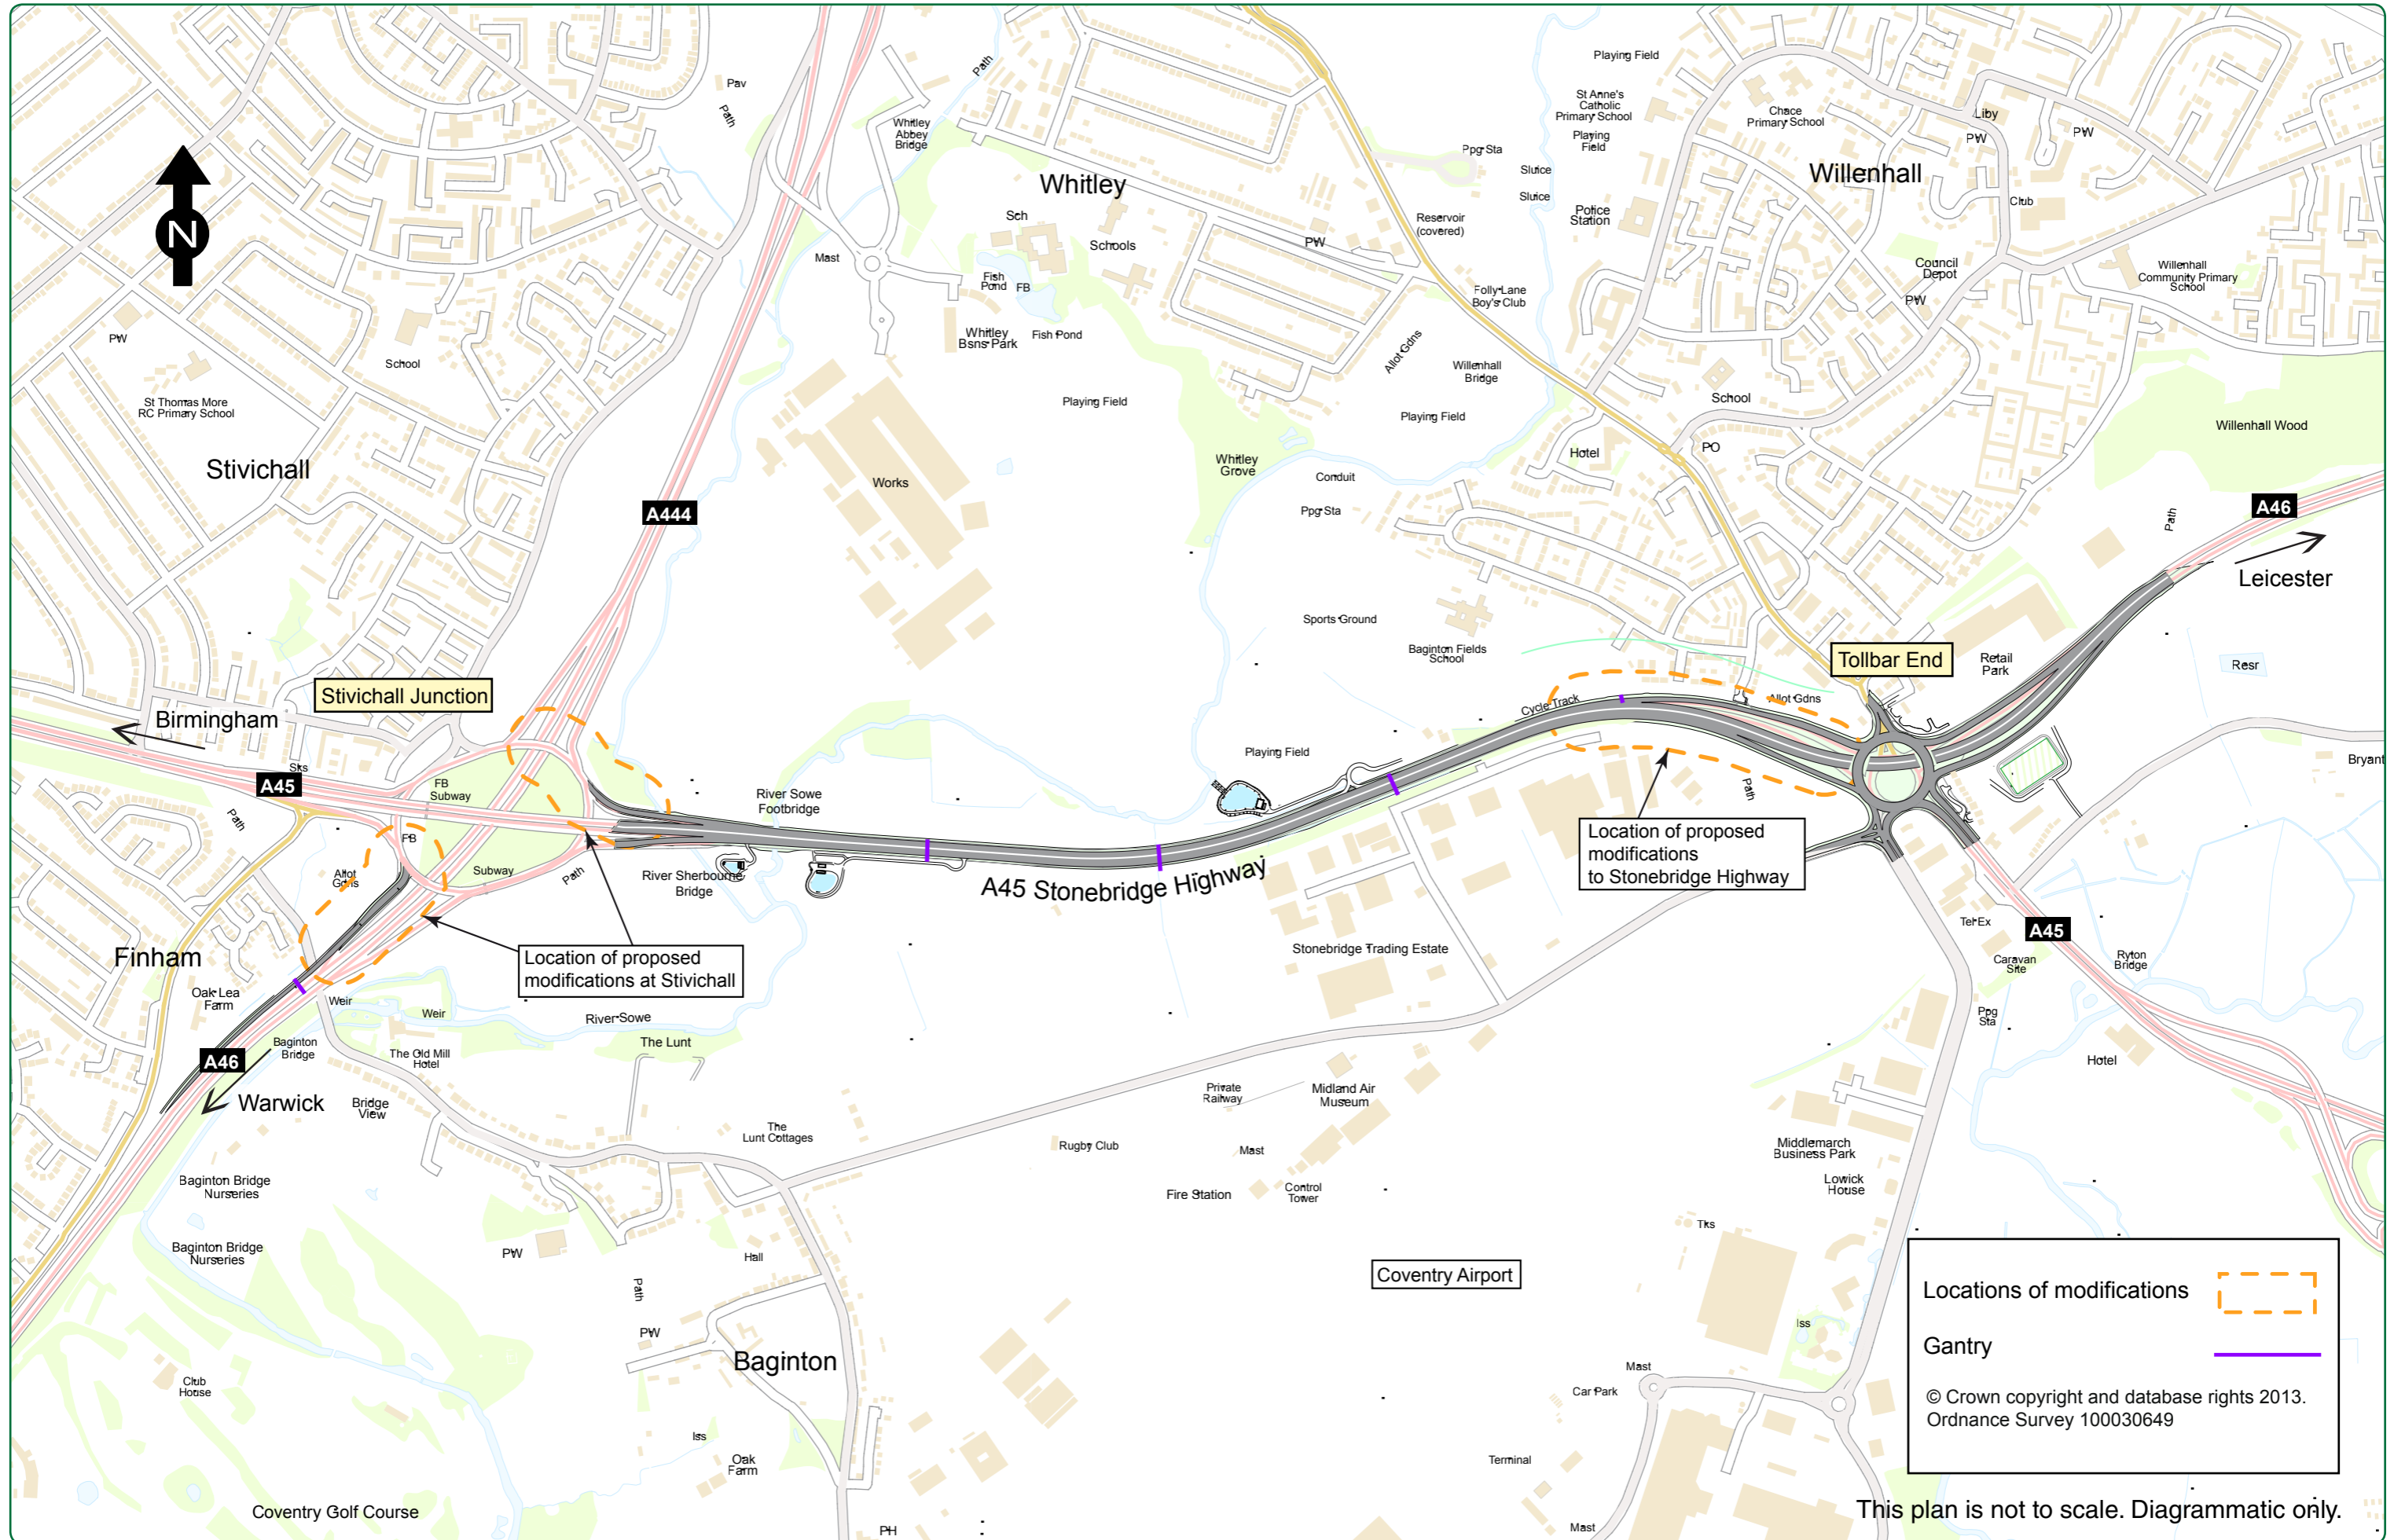 Path
Pav
Path
Whitley
Abbey
Bridge
Playing Field
St Anne's
Catholic
Primary School
Playing
Field
Chace
Primary School
Liby
PW
PW
Ppg Sta
Sluice
Sluice
Whitley
Willenhall
N
Sch
Schools
Police
Station
Reservoir
(covered)
Club
PW
Mast
Fish
Pond
FB
Council
Depot
Willenhall
Community Primary
School
PW
Folly Lane
Boy's Club
Whitley
Bsns Park
Fish Pond
PW
School
Allot Gdns
Willenhall
Bridge
St Thomas More
RC Primary School
Playing Field
Playing Field
School
Willenhall Wood
Stivichall
Whitley
Grove
Hotel
PO
Conduit
Works
A444
Ppg Sta
A46
Path
Leicester
Sports Ground
Baginton Fields
School
Tollbar End
Retail
Park
Resr
Stivichall Junction
Birmingham
Cycle Track
Allot Gdns
Sks
A45
FB
Subway
Playing Field
Bryant
River Sowe
Footbridge
Path
Path
FB
Location of proposed
modifications
to Stonebridge Highway
Allot
Gdns
Subway
Path
River Sherbourne
Bridge
A45 Stonebridge Highway
Tel Ex
A45
Finham
Location of proposed
modifications at Stivichall
Stonebridge Trading Estate
Caravan
Site
Ryton
Bridge
Oak Lea
Farm
Weir
Weir
River Sowe
Ppg
Sta
The Lunt
Baginton
Bridge
The Old Mill
Hotel
A46
Hotel
Warwick
Bridge
View
Private
Railway
Midland Air
Museum
The
Lunt Cottages
Rugby Club
Mast
Middlemarch
Business Park
Lowick
House
Baginton Bridge
Nurseries
Fire Station
Control
Tower
Tks
Baginton Bridge
Nurseries
PW
Hall
Coventry Airport
Path
Locations of modifications
Iss
PW
Gantry
Baginton
Mast
Car Park
Club
House
© Crown copyright and database rights 2013.
Ordnance Survey 100030649
Iss
Oak
Farm
Terminal
Coventry Golf Course
This plan is not to scale. Diagrammatic only.
PH
Mast